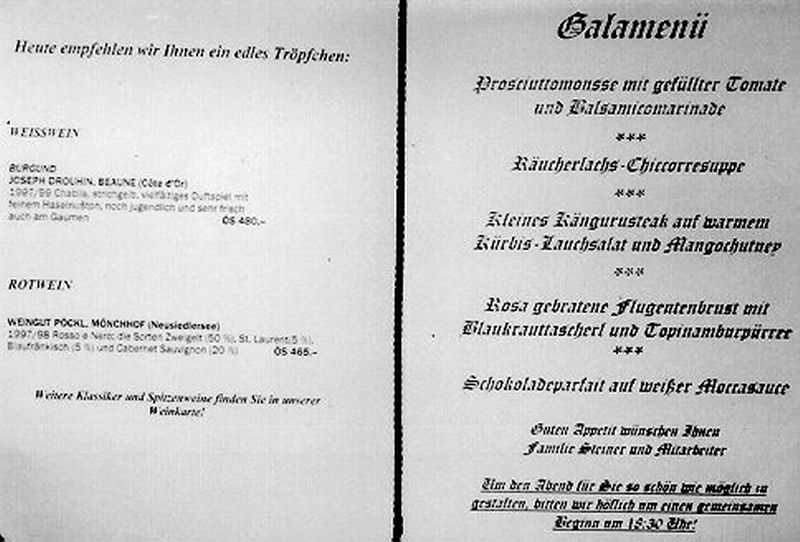 Heute empfehlen wir Ihnen ein edles Tröpfchen:
WEISSWEIN
BURGUND
JOSEPH DROUHIN, BEAUNE (Côte d'Or)
1997/99 Chablis, strohgelb, vielfältiges Duftspiel mit
feinem Haselnußton, noch jugendlich und sehr frisch
auch am Gaumen ÖS 480,-
ROTWEIN
WEINGUT PÖCKL, MÖNCHHOF (Neusiedlersee)
1997/98 Rosso e Nero; die Sorten Zweigelt (50 %), St. Laurent(5 %),
Blaufränkisch (5 %) und Cabernet Sauvignon (20 %) ÖS 465,-
Weitere Klassiker und Spitzenweine finden Sie in unserer
Weinkarte!
Galamenü
Prosciuttomousse mit gefüllter Tomate
und Balsamicomarinade
***
Räucherlachs-Chiccorresuppe
***
Kleines Kängurusteak auf warmem
Kürbis-Lauchsalat und Mangochutney
***
Rosa gebratene Flugentenbrust mit
Blaukrauttascherl und Topinamburpürree
***
Schokoladeparfait auf weißer Moccasauce
Guten Appetit wünschen Ihnen
Familie Steiner und Mitarbeiter
Um den Abend für Sie so schön wie möglich zu
gestalten, bitten wir höflich um einen gemeinsamen
Beginn um 18:30 Uhr!